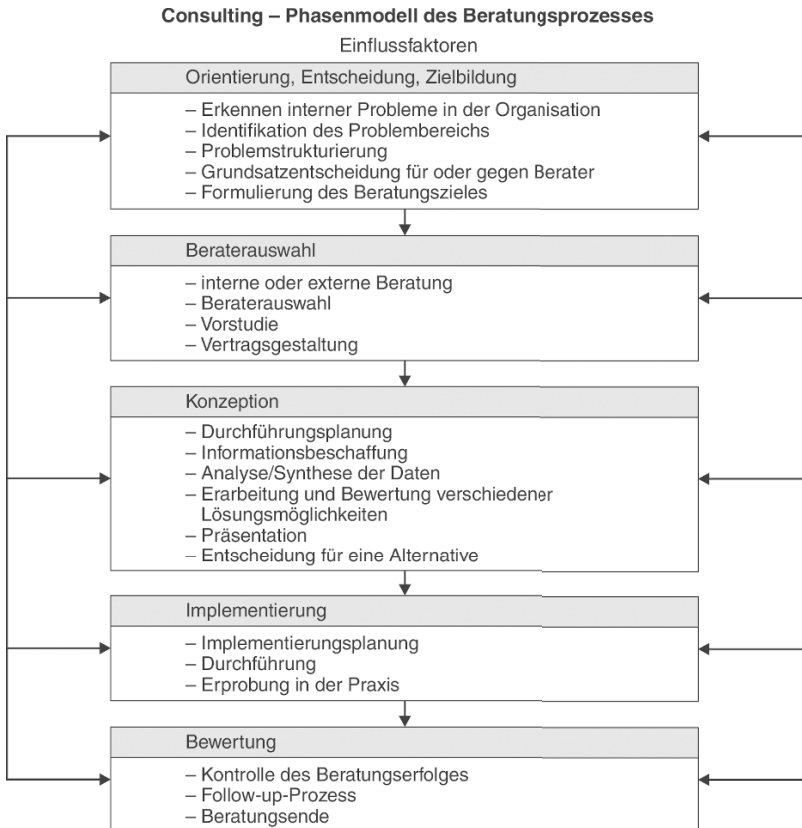 Consulting – Phasenmodell des Beratungsprozesses
Einflussfaktoren
Orientierung, Entscheidung, Zielbildung
– Erkennen interner Probleme in der Organisation
– Identifikation des Problembereichs
– Problemstrukturierung
– Grundsatzentscheidung für oder gegen Berater
– Formulierung des Beratungszieles
Beraterauswahl
– interne oder externe Beratung
– Beraterauswahl
– Vorstudie
– Vertragsgestaltung
Konzeption
– Durchführungsplanung
– Informationsbeschaffung
– Analyse/Synthese der Daten
– Erarbeitung und Bewertung verschiedener
Lösungsmöglichkeiten
– Präsentation
– Entscheidung für eine Alternative
Implementierung
– Implementierungsplanung
– Durchführung
– Erprobung in der Praxis
Bewertung
– Kontrolle des Beratungserfolges
– Follow-up-Prozess
– Beratungsende